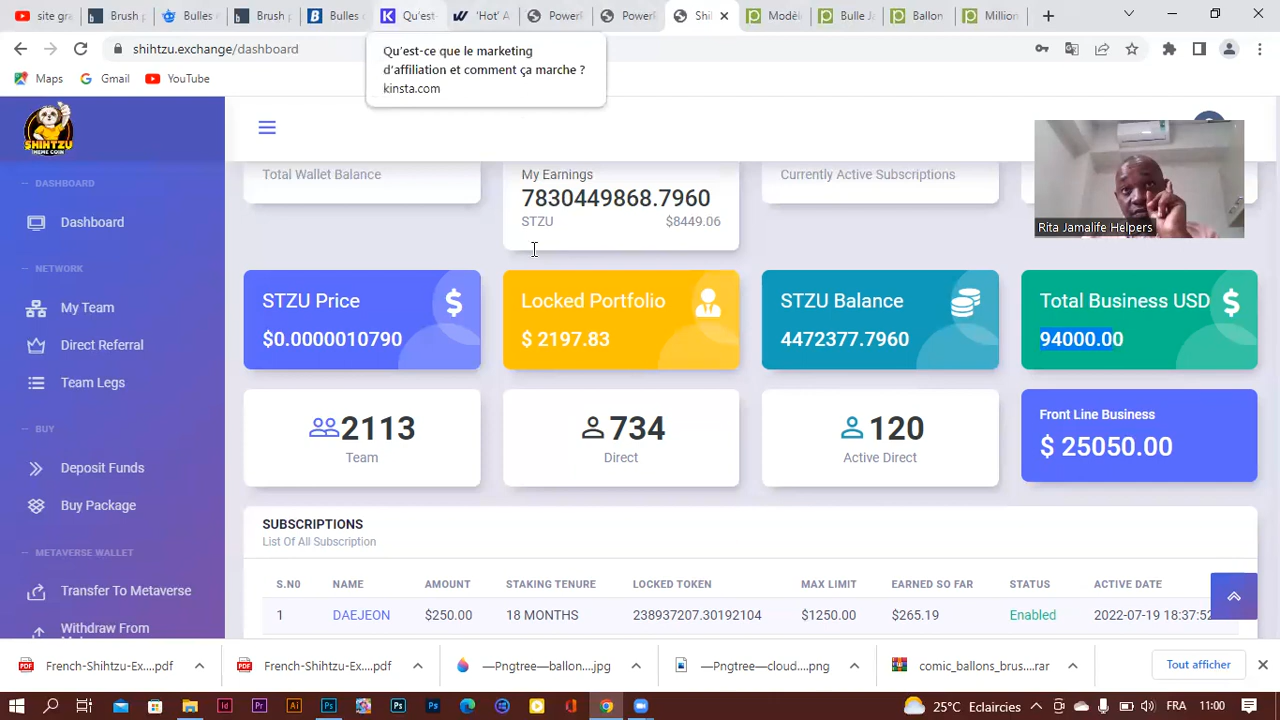 site gr
Brush p
Bulles
Brush p
Bulles
Qu'est-
'Hot' A
PowerP
PowerP
Shi
Modèl
Bulle J
Ballon
Million
shihtzu.exchange/dashboard
Qu'est-ce que le marketing
d'affiliation et comment ça marche ?
kinsta.com
Maps
Gmail
YouTube
SHIHTZU
MEME COIN
DASHBOARD
Dashboard
NETWORK
My Team
Direct Referral
Team Legs
BUY
Deposit Funds
Buy Package
METAVERSE WALLET
Transfer To Metaverse
Withdraw From
Total Wallet Balance
My Earnings
7830449868.7960
STZU
$8449.06
Currently Active Subscriptions
Rita Jamalife Helpers
STZU Price
$0.0000010790
Locked Portfolio
$ 2197.83
STZU Balance
4472377.7960
Total Business USD
94000.00
2113
Team
734
Direct
120
Active Direct
Front Line Business
$ 25050.00
SUBSCRIPTIONS
List Of All Subscription
S.N0 NAME AMOUNT STAKING TENURE LOCKED TOKEN MAX LIMIT EARNED SO FAR STATUS ACTIVE DATE
1 DAEJEON $250.00 18 MONTHS 238937207.30192104 $1250.00 $265.19 Enabled 2022-07-19 18:37:52
French-Shihtzu-Ex....pdf
French-Shihtzu-Ex....pdf
—Pngtree—ballon....jpg
—Pngtree—cloud....png
comic_ballons_brus....rar
Tout afficher
25°C Eclaircies
FRA
11:00